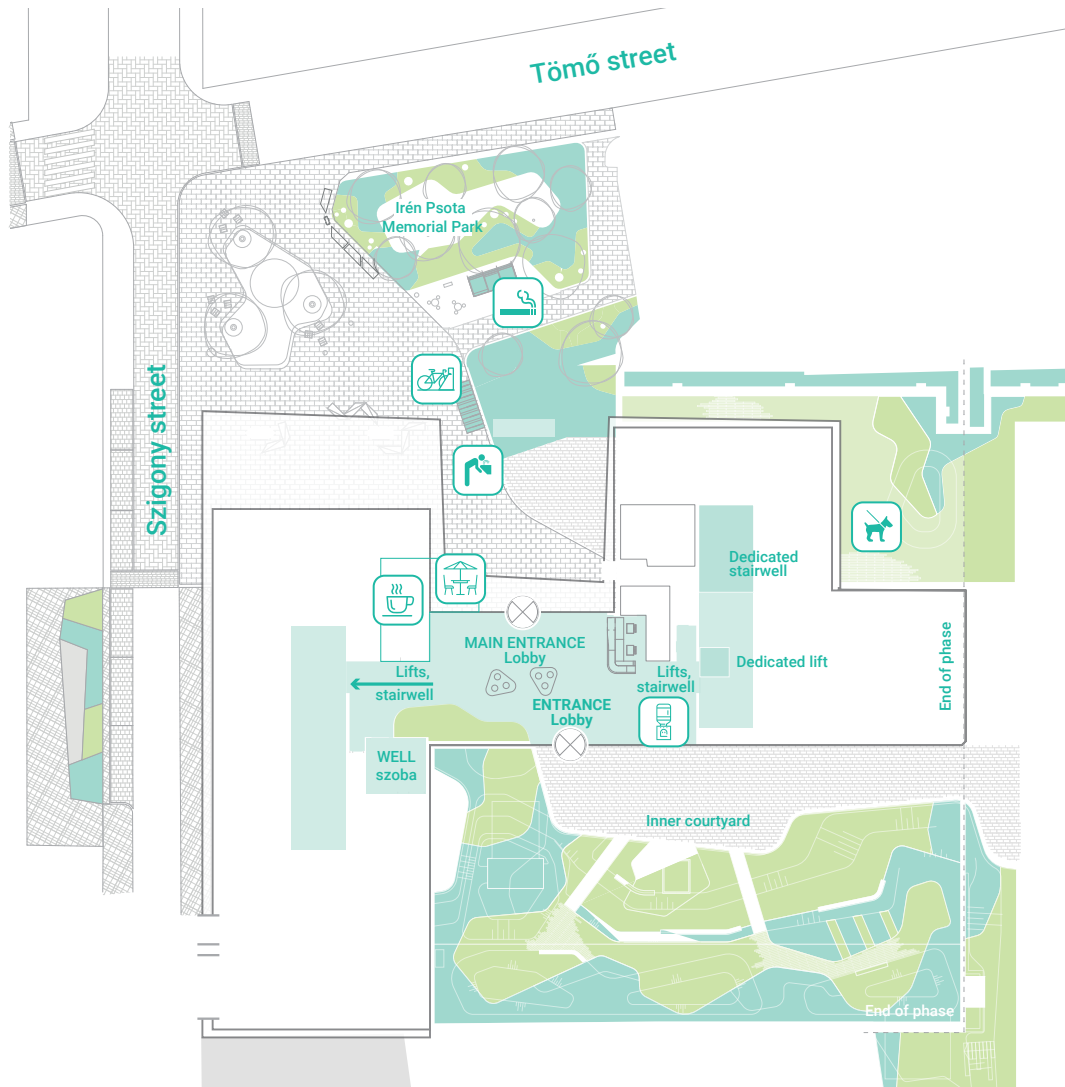 Tömő street
Irén Psota
Memorial Park
Szigony street
Dedicated
stairwell
MAIN ENTRANCE
Lobby
Lifts,
stairwell
Lifts,
stairwell
Dedicated lift
End of phase
ENTRANCE
Lobby
WELL
szoba
Inner courtyard
End of phase